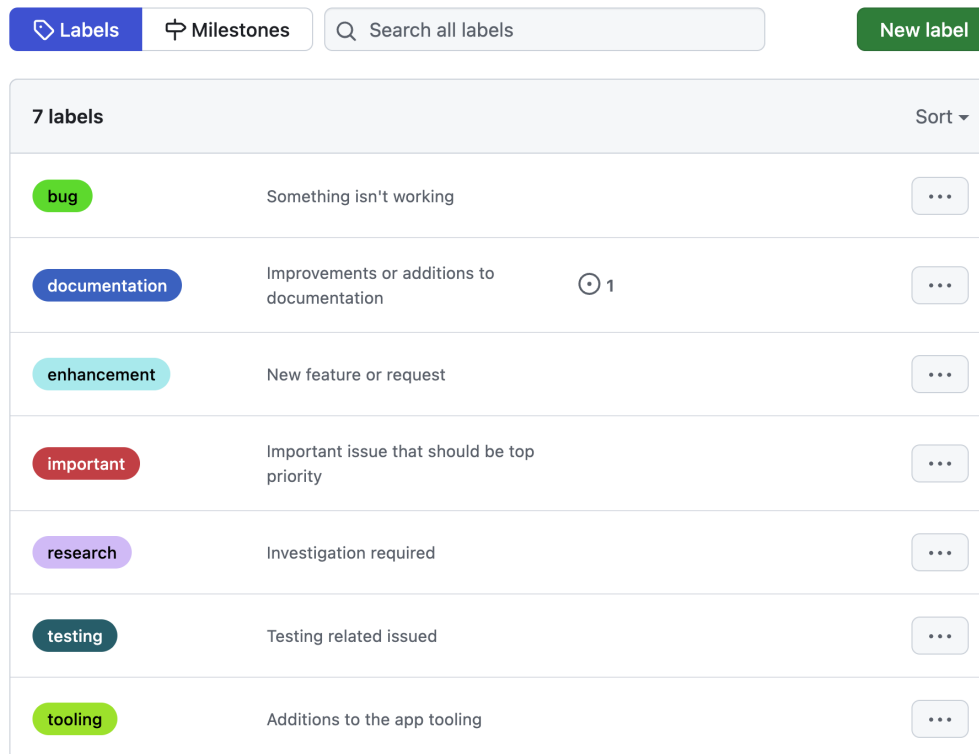 Labels Milestones Search all labels New label
7 labels Sort
bug Something isn't working
documentation Improvements or additions to
documentation 1
enhancement New feature or request
important Important issue that should be top
priority
research Investigation required
testing Testing related issued
tooling Additions to the app tooling